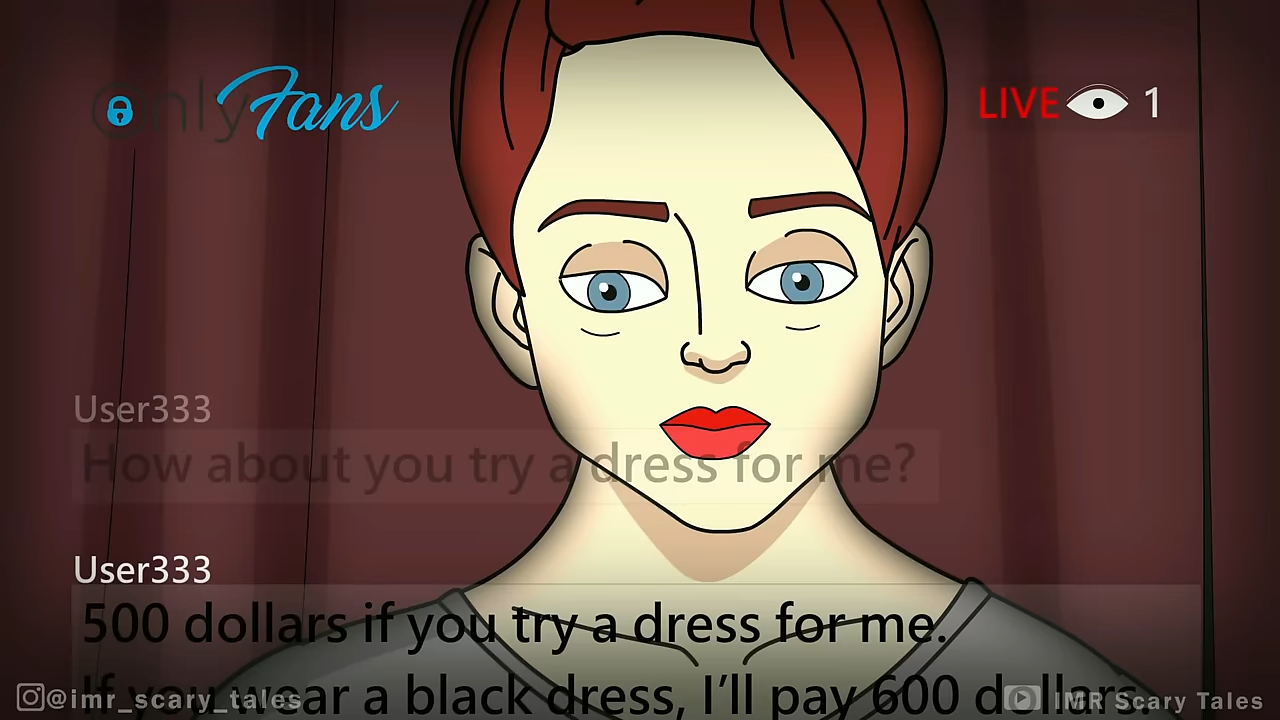 OnlyFans
LIVE 1
User333
How about you try a dress for me?
User333
500 dollars if you try a dress for me.
If you wear a black dress, I’ll pay 600 dollars.
@imr_scary_tales
IMR Scary Tales